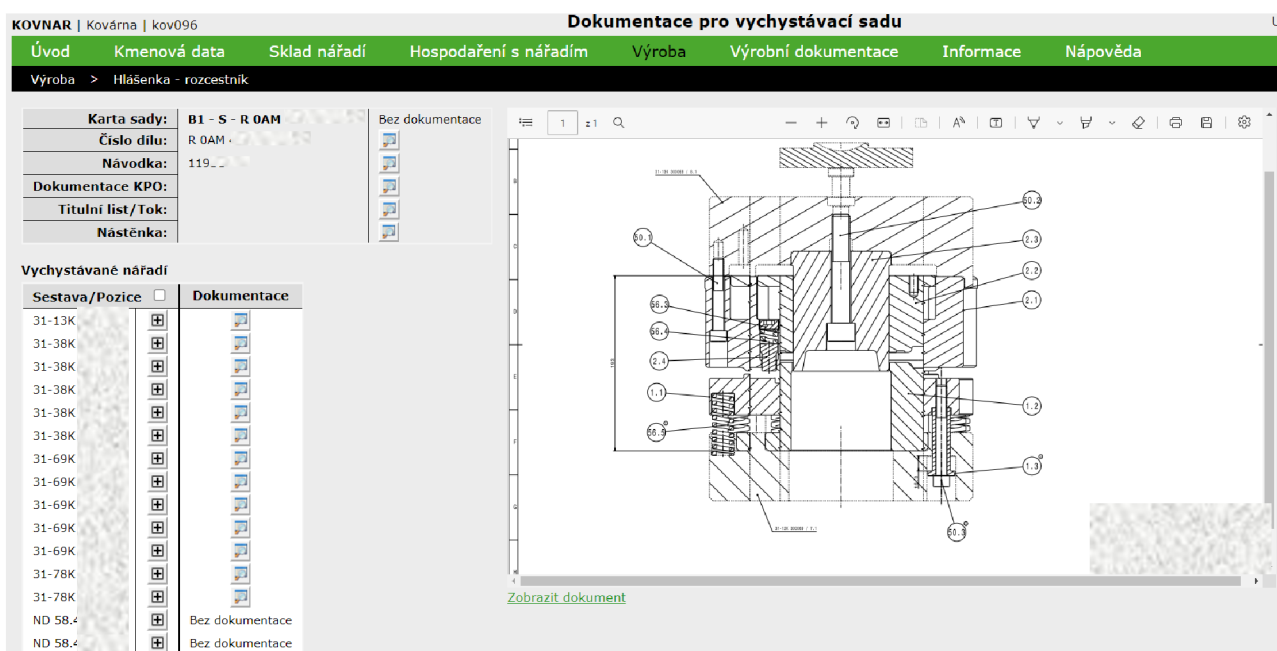 KOVNAR | Kovárna | kov096
Dokumentace pro vychystávací sadu
Úvod Kmenová data Sklad nářadí Hospodaření s nářadím Výroba Výrobní dokumentace Informace Nápověda
Výroba > Hlášenka - rozcestník
Karta sady: B1 - S - R 0AM Bez dokumentace
Číslo dílu: R 0AM
Návodka: 119
Dokumentace KPO:
Titulní list/Tok:
Nástěnka:
1 z 1
Vychystávané nářadí
Sestava/Pozice Dokumentace
31-13K
31-38K
31-38K
31-38K
31-38K
31-38K
31-69K
31-69K
31-69K
31-69K
31-69K
31-78K
31-78K
ND 58.4 Bez dokumentace
ND 58.4 Bez dokumentace
50.1
56.3
56.4
2.4
1.1
56.5
50.2
2.3
2.2
2.1
1.2
1.3
50.3
Zobrazit dokument